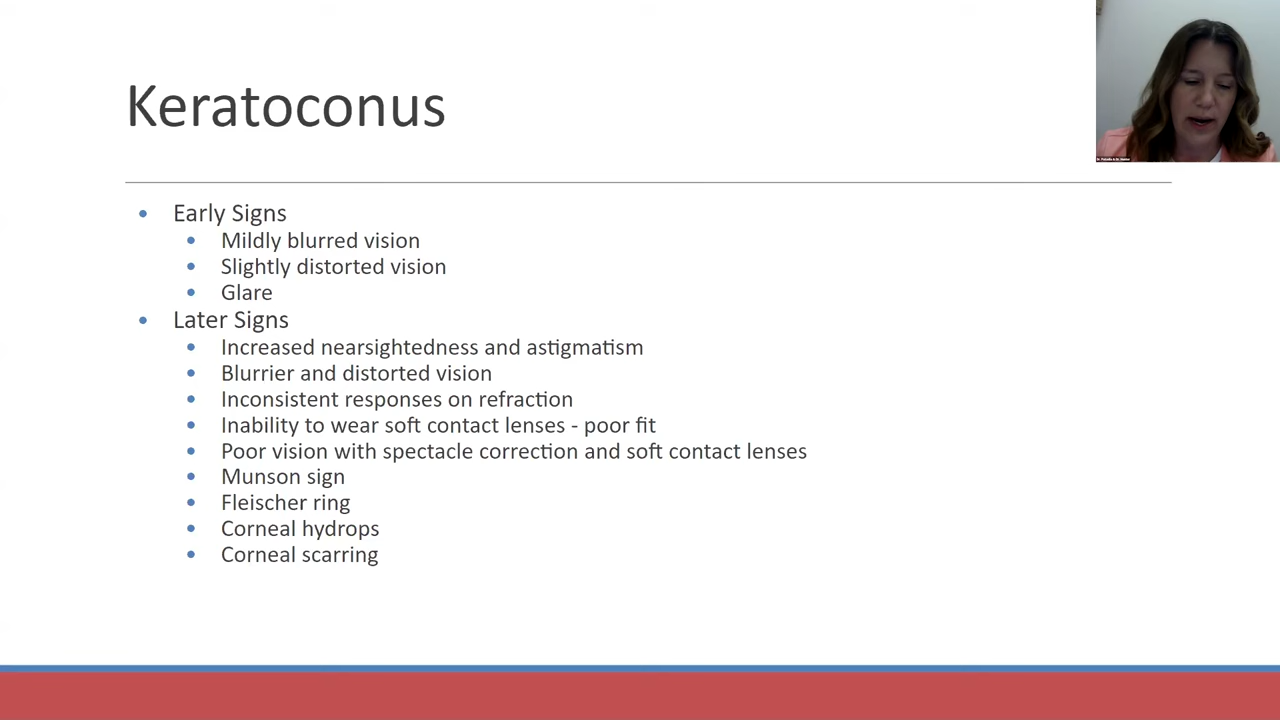 Keratoconus
• Early Signs
• Mildly blurred vision
• Slightly distorted vision
• Glare
• Later Signs
• Increased nearsightedness and astigmatism
• Blurrier and distorted vision
• Inconsistent responses on refraction
• Inability to wear soft contact lenses - poor fit
• Poor vision with spectacle correction and soft contact lenses
• Munson sign
• Fleischer ring
• Corneal hydrops
• Corneal scarring